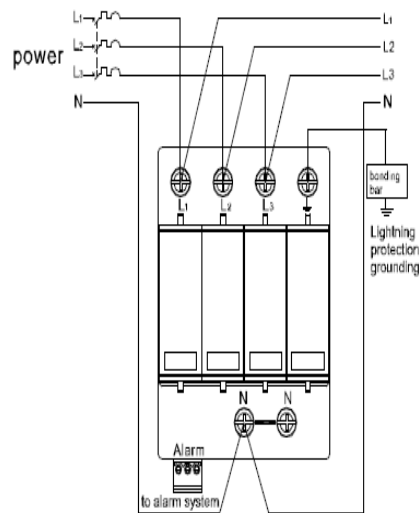 power
L1
L2
L3
N
L1
L2
L3
N
bonding
bar
Lightning
protection
grounding
L1
L2
L3
N
N
Alarm
to alarm system